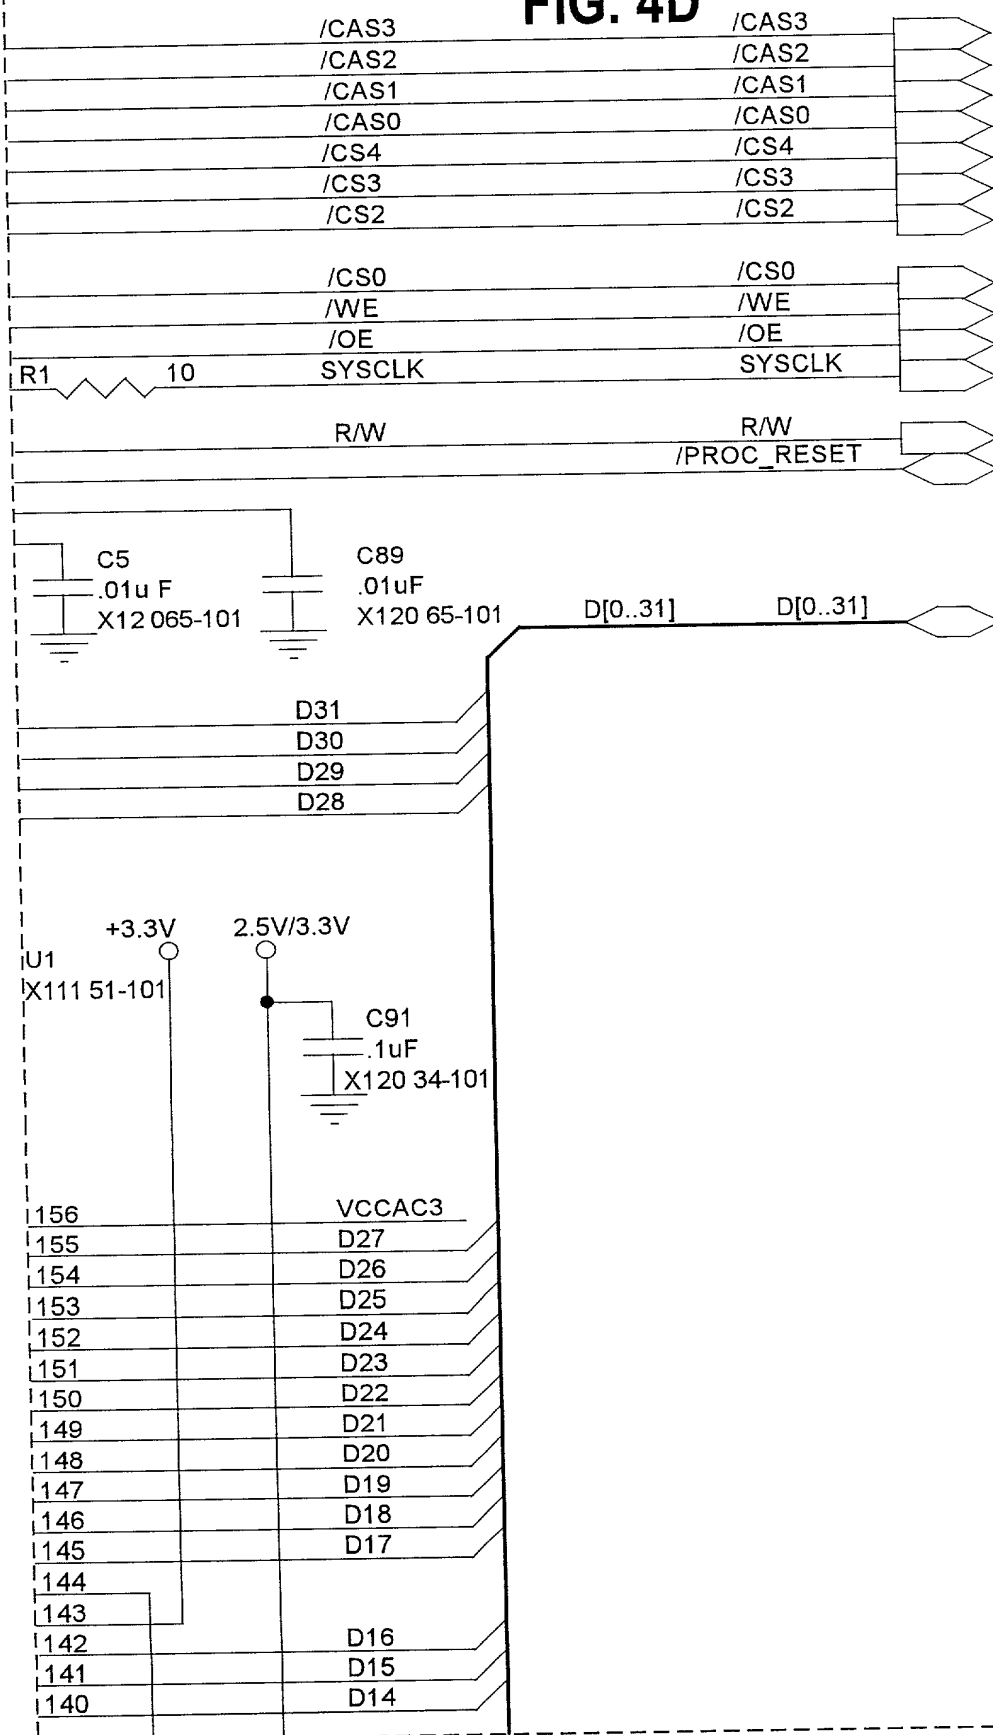 FIG. 4D
/CAS3 /CAS3
/CAS2 /CAS2
/CAS1 /CAS1
/CAS0 /CAS0
/CS4 /CS4
/CS3 /CS3
/CS2 /CS2
/CS0 /CS0
/WE /WE
/OE /OE
R1 10 SYSCLK SYSCLK
R/W R/W
/PROC_RESET
C5
.01u F
X12 065-101
C89
.01uF
X120 65-101
D[0..31] D[0..31]
D31
D30
D29
D28
+3.3V 2.5V/3.3V
U1
X111 51-101
C91
.1uF
X120 34-101
156 VCCAC3
155 D27
154 D26
153 D25
152 D24
151 D23
150 D22
149 D21
148 D20
147 D19
146 D18
145 D17
144
143
142 D16
141 D15
140 D14